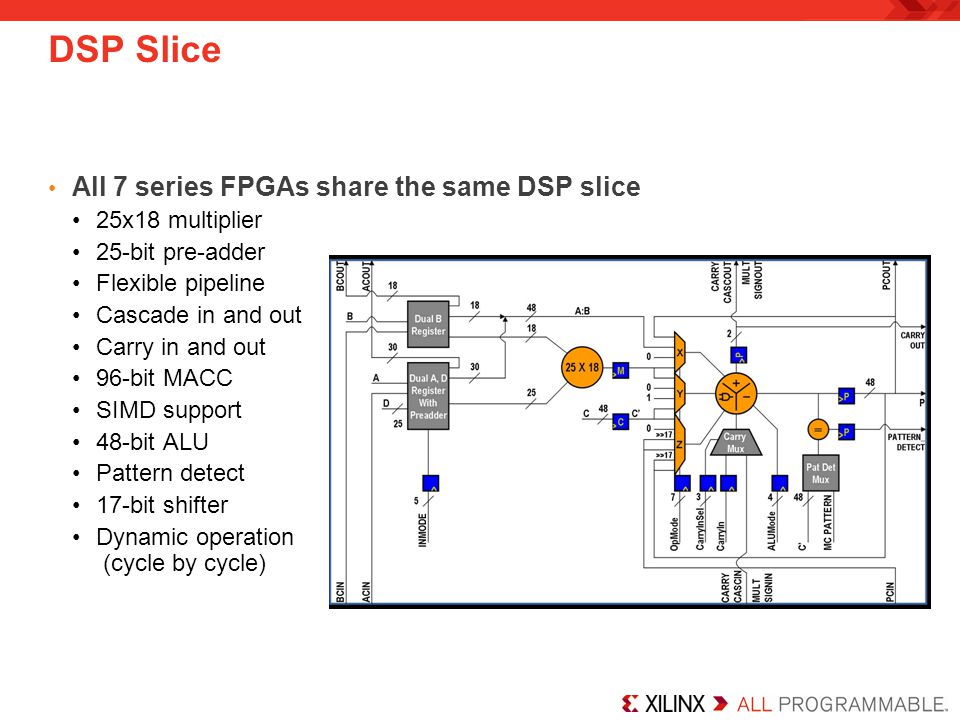 DSP Slice
• All 7 series FPGAs share the same DSP slice
• 25x18 multiplier
• 25-bit pre-adder
• Flexible pipeline
• Cascade in and out
• Carry in and out
• 96-bit MACC
• SIMD support
• 48-bit ALU
• Pattern detect
• 17-bit shifter
• Dynamic operation
(cycle by cycle)
BCOUT
ACOUT
CARRY
CASCOUT
MULT
SIGNOUT
PCOUT
18
18
48
A:B
2
CARRY
OUT
B
Dual B
Register
18
0
X
P
30
30
25 X 18
M
A
Dual A, D
Register
With
Preadder
D
25
25
0
1
Y
+
−
U
P
48
P
C
48
C
C'
0
>>17
>>17
Z
Carry
Mux
=
P
PATTERN_
DETECT
Pat Det
Mux
5
INMODE
7
OpMode
3
CarryInSel
CarryIn
4
ALUMode
48
C'
MC PATTERN
BCIN
ACIN
CARRY
CASCIN
MULT
SIGNIN
PCIN
XILINX ALL PROGRAMMABLE™